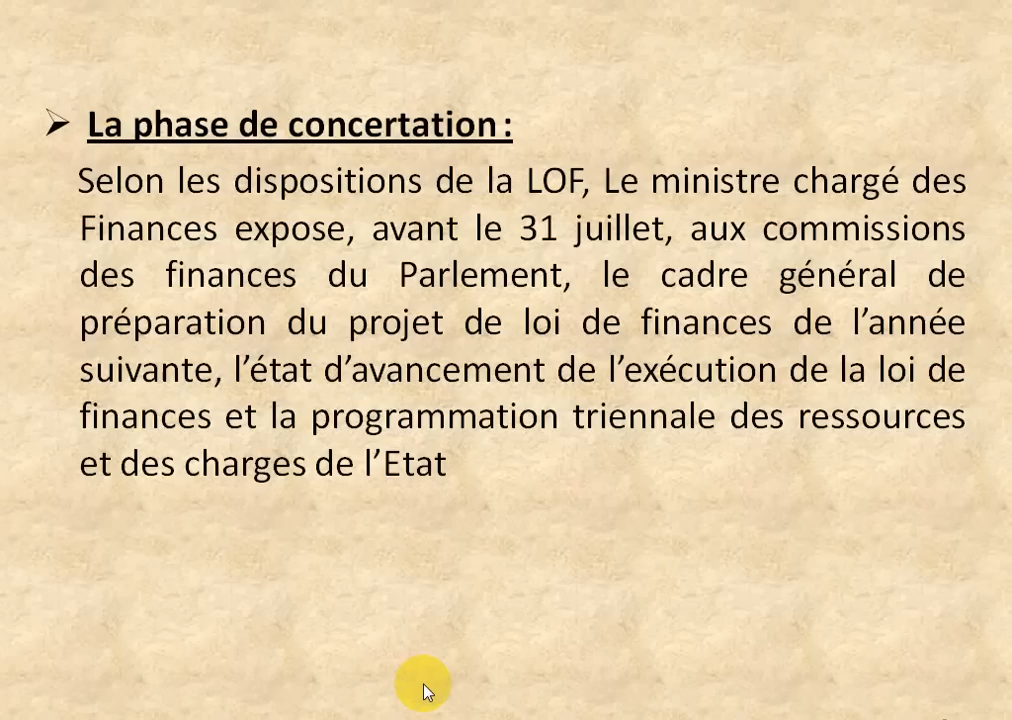 ➢ La phase de concertation :
Selon les dispositions de la LOF, Le ministre chargé des
Finances expose, avant le 31 juillet, aux commissions
des finances du Parlement, le cadre général de
préparation du projet de loi de finances de l’année
suivante, l’état d’avancement de l’exécution de la loi de
finances et la programmation triennale des ressources
et des charges de l’Etat